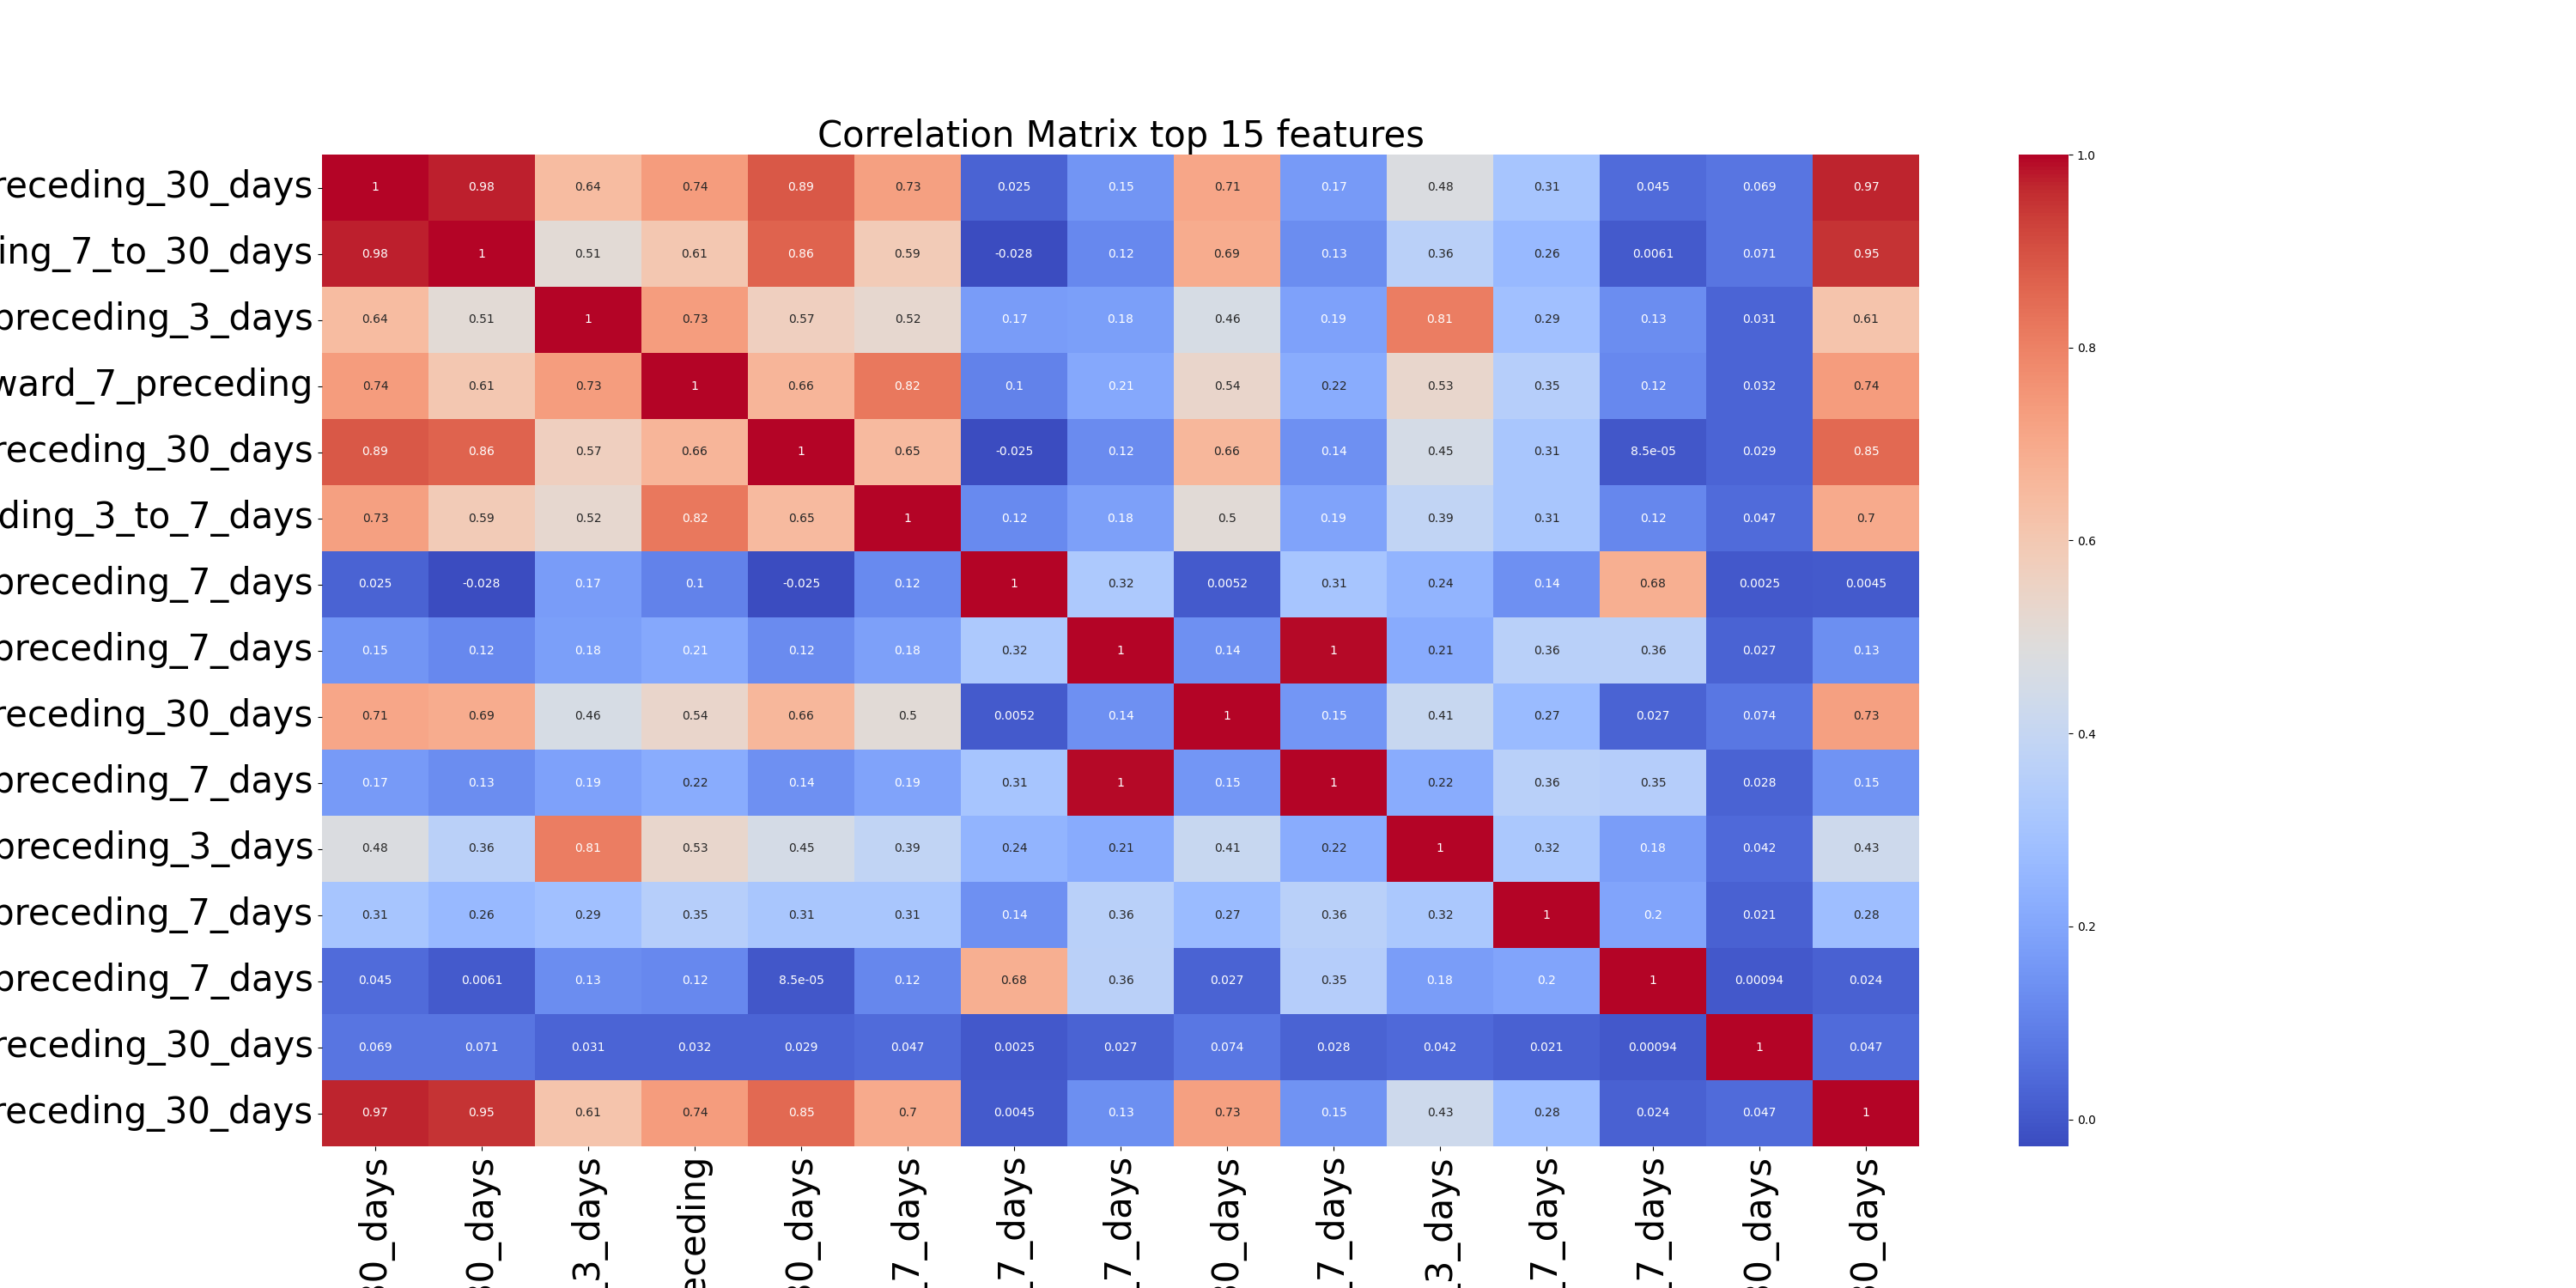 Correlation Matrix top 15 features
receding_30_days 1 0.98 0.64 0.74 0.89 0.73 0.025 0.15 0.71 0.17 0.48 0.31 0.045 0.069 0.97
ing_7_to_30_days 0.98 1 0.51 0.61 0.86 0.59 -0.028 0.12 0.69 0.13 0.36 0.26 0.0061 0.071 0.95
preceding_3_days 0.64 0.51 1 0.73 0.57 0.52 0.17 0.18 0.46 0.19 0.81 0.29 0.13 0.031 0.61
ward_7_preceding 0.74 0.61 0.73 1 0.66 0.82 0.1 0.21 0.54 0.22 0.53 0.35 0.12 0.032 0.74
receding_30_days 0.89 0.86 0.57 0.66 1 0.65 -0.025 0.12 0.66 0.14 0.45 0.31 8.5e-05 0.029 0.85
ding_3_to_7_days 0.73 0.59 0.52 0.82 0.65 1 0.12 0.18 0.5 0.19 0.39 0.31 0.12 0.047 0.7
preceding_7_days 0.025 -0.028 0.17 0.1 -0.025 0.12 1 0.32 0.0052 0.31 0.24 0.14 0.68 0.0025 0.0045
preceding_7_days 0.15 0.12 0.18 0.21 0.12 0.18 0.32 1 0.14 1 0.21 0.36 0.36 0.027 0.13
receding_30_days 0.71 0.69 0.46 0.54 0.66 0.5 0.0052 0.14 1 0.15 0.41 0.27 0.027 0.074 0.73
preceding_7_days 0.17 0.13 0.19 0.22 0.14 0.19 0.31 1 0.15 1 0.22 0.36 0.35 0.028 0.15
preceding_3_days 0.48 0.36 0.81 0.53 0.45 0.39 0.24 0.21 0.41 0.22 1 0.32 0.18 0.042 0.43
preceding_7_days 0.31 0.26 0.29 0.35 0.31 0.31 0.14 0.36 0.27 0.36 0.32 1 0.2 0.021 0.28
preceding_7_days 0.045 0.0061 0.13 0.12 8.5e-05 0.12 0.68 0.36 0.027 0.35 0.18 0.2 1 0.00094 0.024
receding_30_days 0.069 0.071 0.031 0.032 0.029 0.047 0.0025 0.027 0.074 0.028 0.042 0.021 0.00094 1 0.047
receding_30_days 0.97 0.95 0.61 0.74 0.85 0.7 0.0045 0.13 0.73 0.15 0.43 0.28 0.024 0.047 1
30_days
30_days
_3_days
eceding
30_days
_7_days
_7_days
_7_days
30_days
_7_days
_3_days
_7_days
_7_days
30_days
30_days
1.0
0.8
0.6
0.4
0.2
0.0